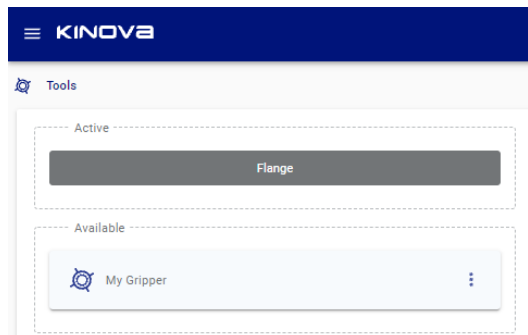 KINOVA
Tools
Active
Flange
Available
My Gripper